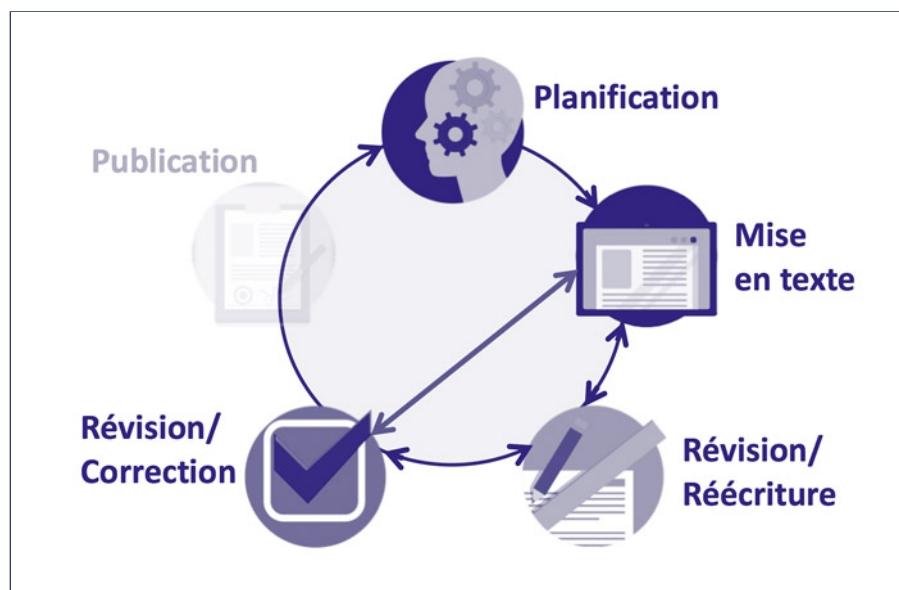 Planification
Publication
Mise
en texte
Révision/
Correction
Révision/
Réécriture